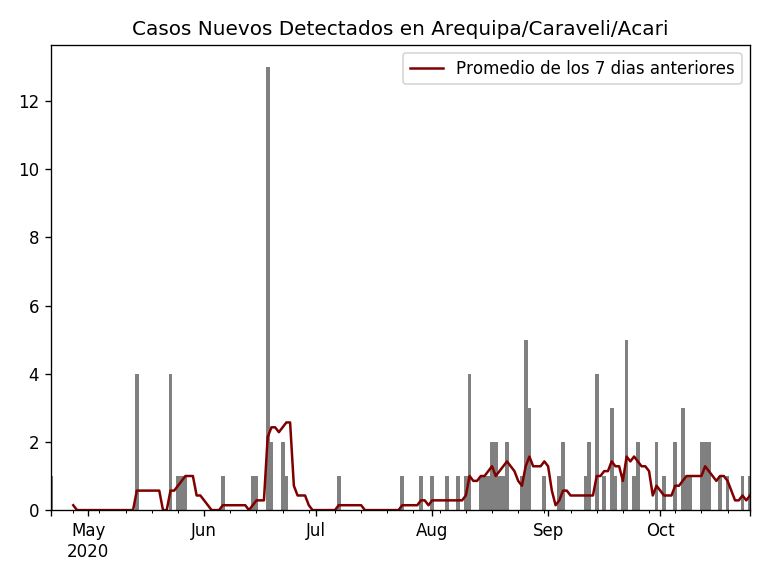 Casos Nuevos Detectados en Arequipa/Caraveli/Acari
Promedio de los 7 dias anteriores
12
10
8
6
4
2
0
May Jun Jul Aug Sep Oct
2020